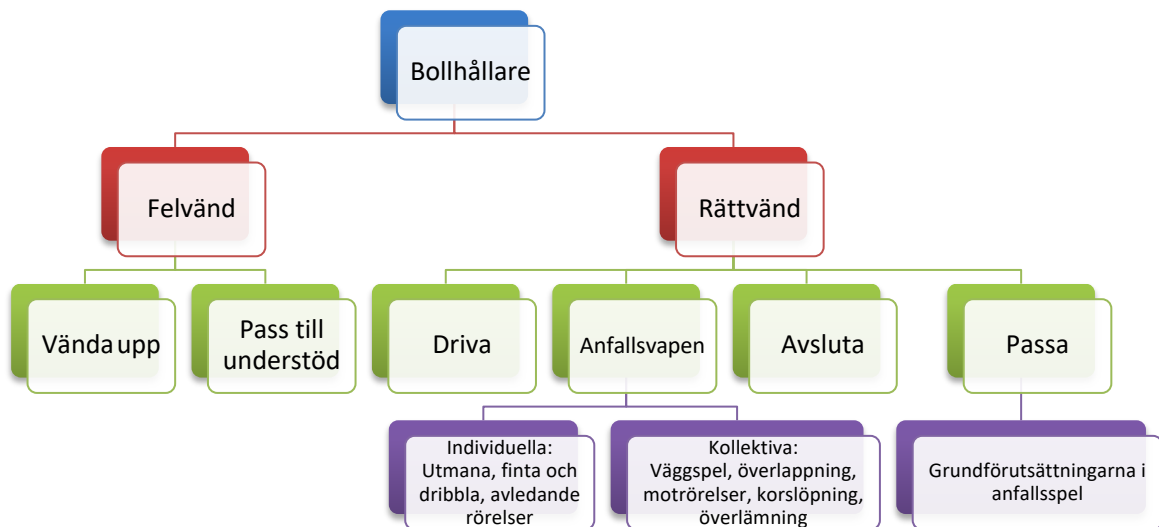 Bollhållare
Felvänd
Rättvänd
Vända upp
Pass till
understöd
Driva
Anfallsvapen
Avsluta
Passa
Individuella:
Utmana, finta och
dribbla, avledande
rörelser
Kollektiva:
Väggspel, överlappning,
motrörelser, korslöpning,
överlämning
Grundförutsättningarna i
anfallsspel